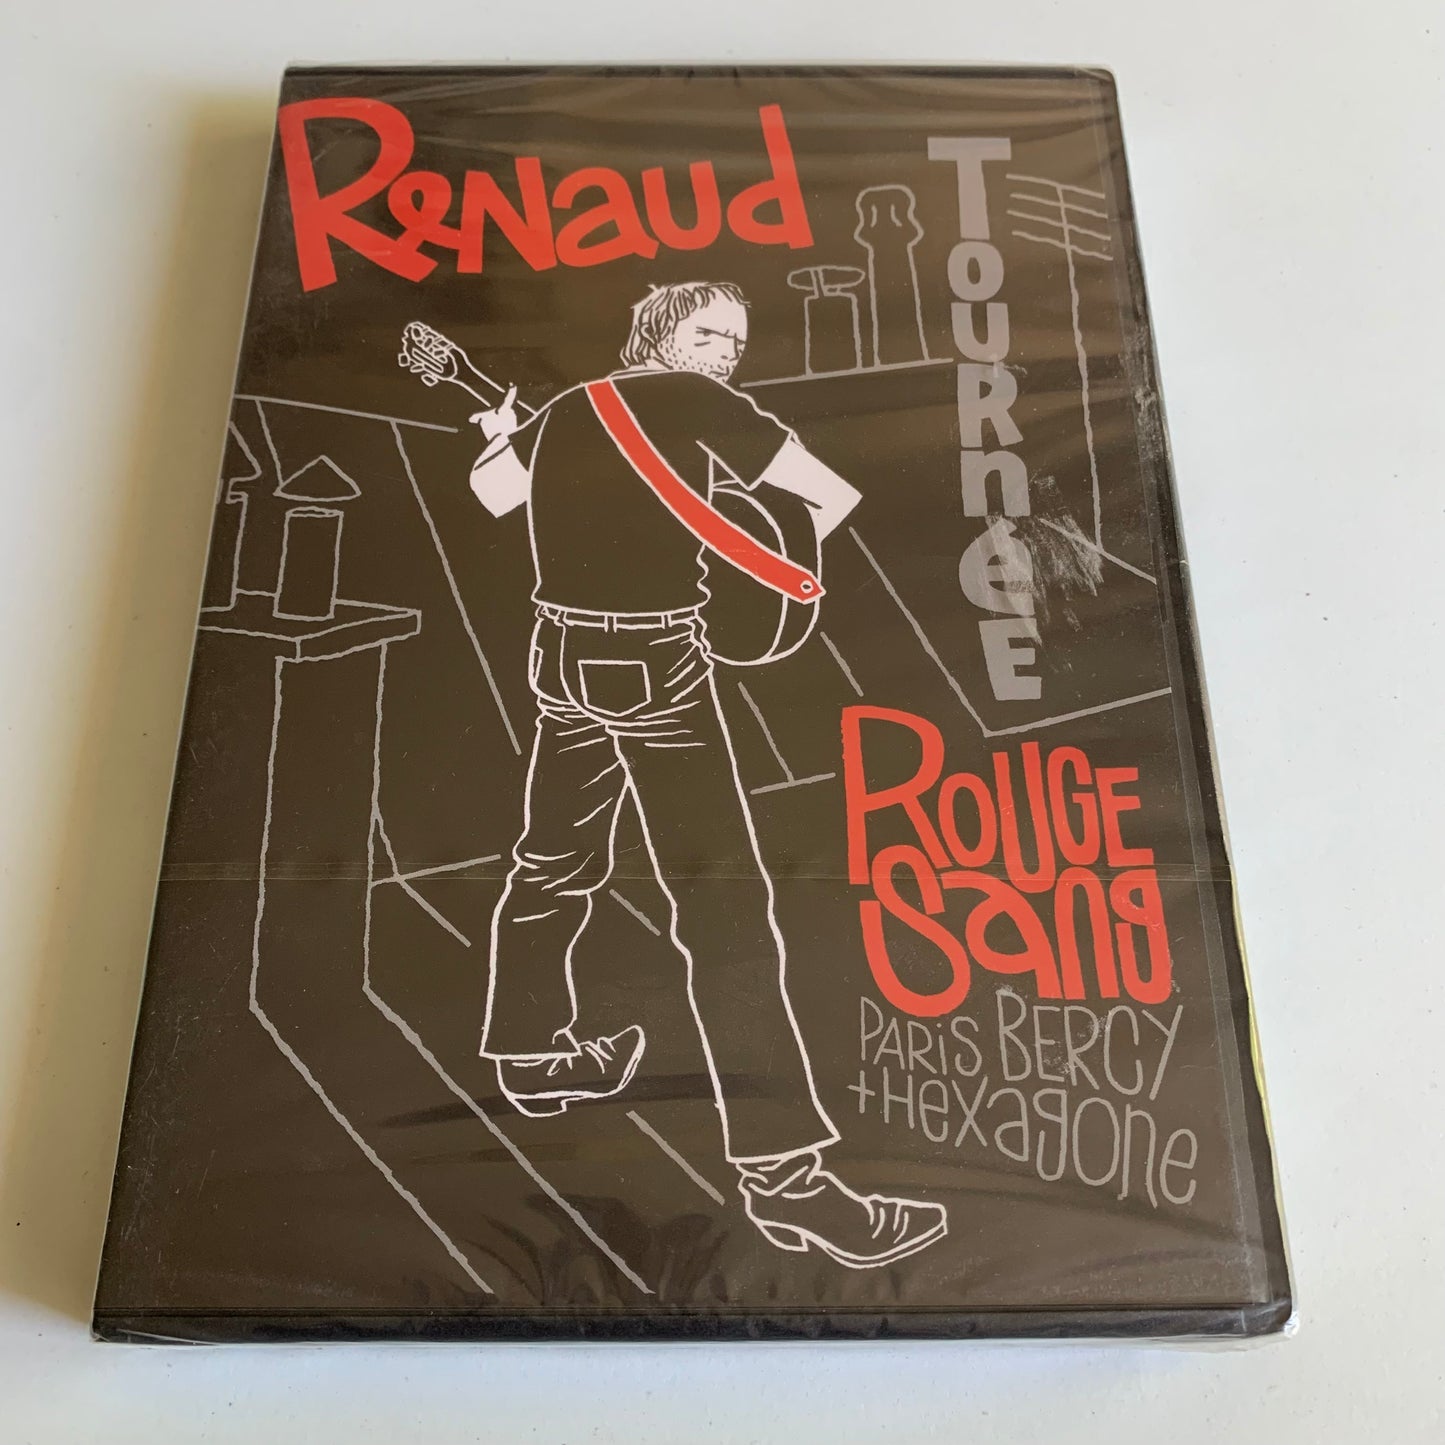 Renaud
TouRnéE
ROUGE
Sang
PARiS BERCY
+Hexagone